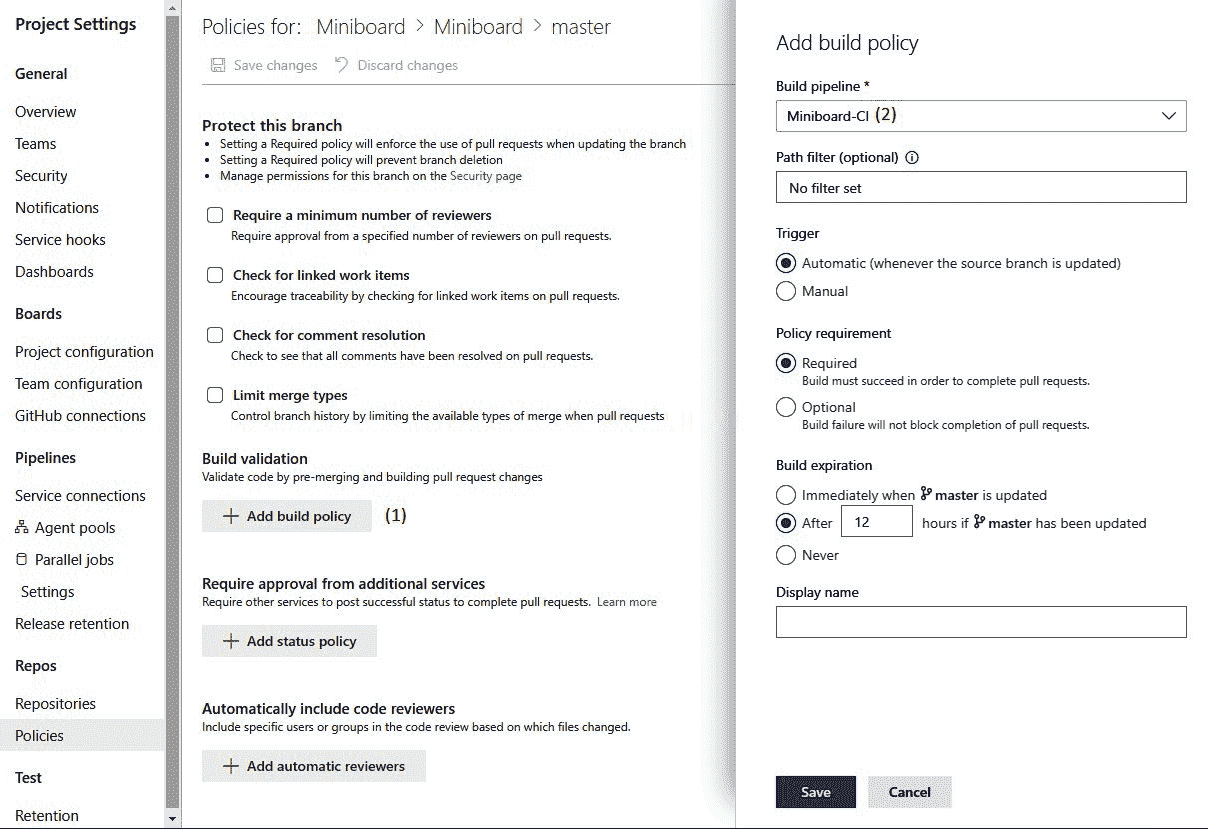 Project Settings
General
Overview
Teams
Security
Notifications
Service hooks
Dashboards
Boards
Project configuration
Team configuration
GitHub connections
Pipelines
Service connections
Agent pools
Parallel jobs
Settings
Release retention
Repos
Repositories
Policies
Test
Retention
Policies for: Miniboard > Miniboard > master
Save changes Discard changes
Protect this branch
• Setting a Required policy will enforce the use of pull requests when updating the branch
• Setting a Required policy will prevent branch deletion
• Manage permissions for this branch on the Security page
Require a minimum number of reviewers
Require approval from a specified number of reviewers on pull requests.
Check for linked work items
Encourage traceability by checking for linked work items on pull requests.
Check for comment resolution
Check to see that all comments have been resolved on pull requests.
Limit merge types
Control branch history by limiting the available types of merge when pull requests
Build validation
Validate code by pre-merging and building pull request changes
+ Add build policy (1)
Require approval from additional services
Require other services to post successful status to complete pull requests. Learn more
+ Add status policy
Automatically include code reviewers
Include specific users or groups in the code review based on which files changed.
+ Add automatic reviewers
Add build policy
Build pipeline *
Miniboard-CI (2)
Path filter (optional)
No filter set
Trigger
Automatic (whenever the source branch is updated)
Manual
Policy requirement
Required
Build must succeed in order to complete pull requests.
Optional
Build failure will not block completion of pull requests.
Build expiration
Immediately when master is updated
After 12 hours if master has been updated
Never
Display name
Save Cancel